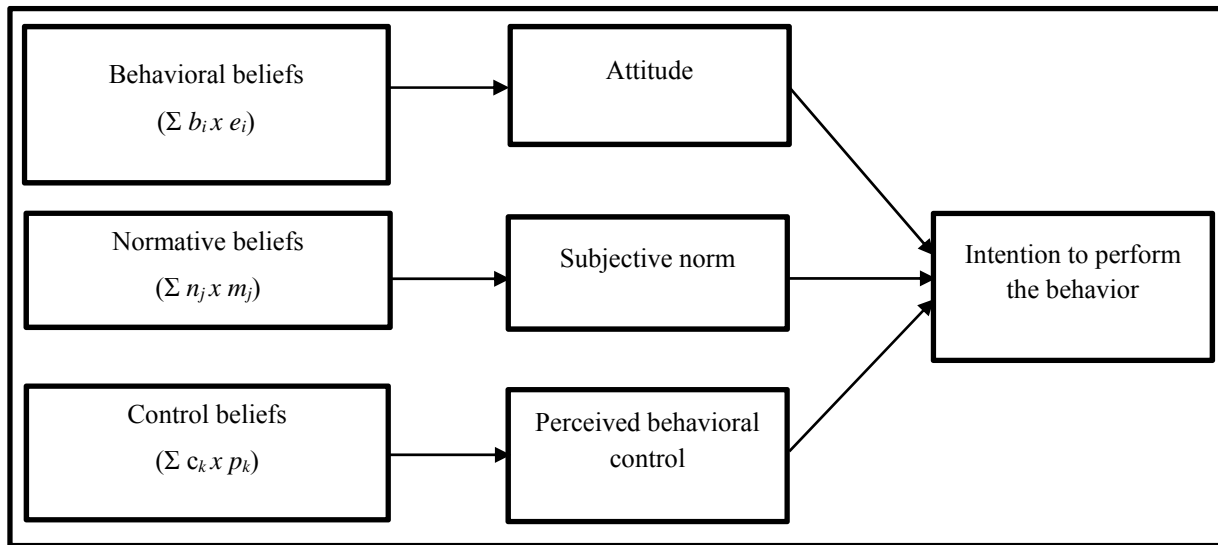 Behavioral beliefs
(Σ bᵢ x eᵢ)
Attitude
Normative beliefs
(Σ nⱼ x mⱼ)
Subjective norm
Intention to perform
the behavior
Control beliefs
(Σ cₖ x pₖ)
Perceived behavioral
control